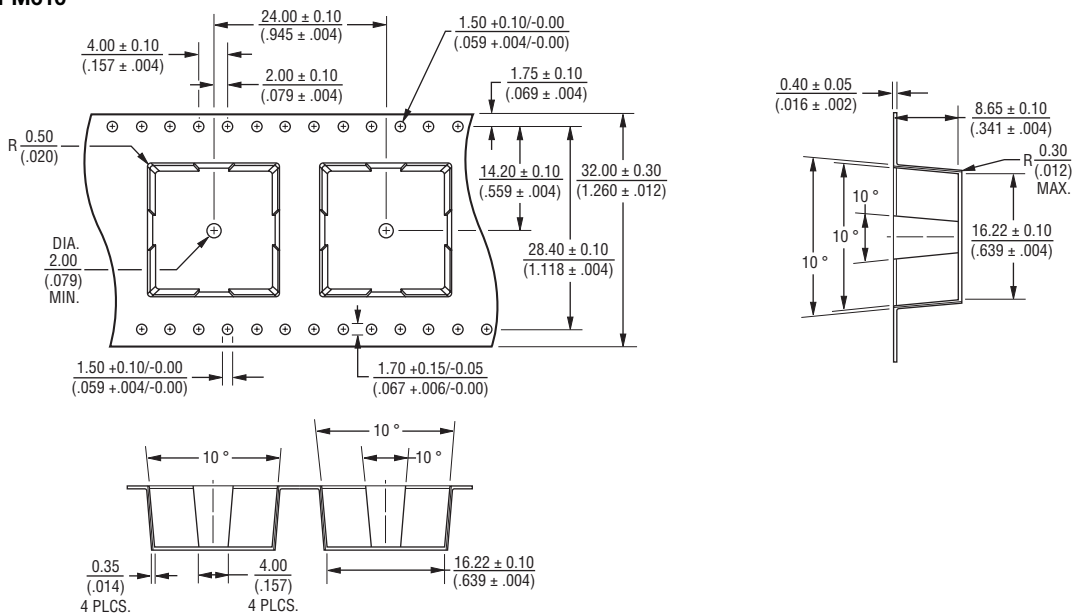 24.00 ± 0.10
(.945 ± .004)
1.50 +0.10/-0.00
(.059 +.004/-0.00)
4.00 ± 0.10
(.157 ± .004)
2.00 ± 0.10
(.079 ± .004)
1.75 ± 0.10
(.069 ± .004)
R 0.50
(.020)
14.20 ± 0.10
(.559 ± .004)
32.00 ± 0.30
(1.260 ± .012)
28.40 ± 0.10
(1.118 ± .004)
DIA.
2.00
(.079)
MIN.
1.50 +0.10/-0.00
(.059 +.004/-0.00)
1.70 +0.15/-0.05
(.067 +.006/-0.00)
0.40 ± 0.05
(.016 ± .002)
8.65 ± 0.10
(.341 ± .004)
R 0.30
(.012)
MAX.
10 °
10 °
10 °
16.22 ± 0.10
(.639 ± .004)
10 °
10 °
10 °
0.35
(.014)
4 PLCS.
4.00
(.157)
4 PLCS.
16.22 ± 0.10
(.639 ± .004)